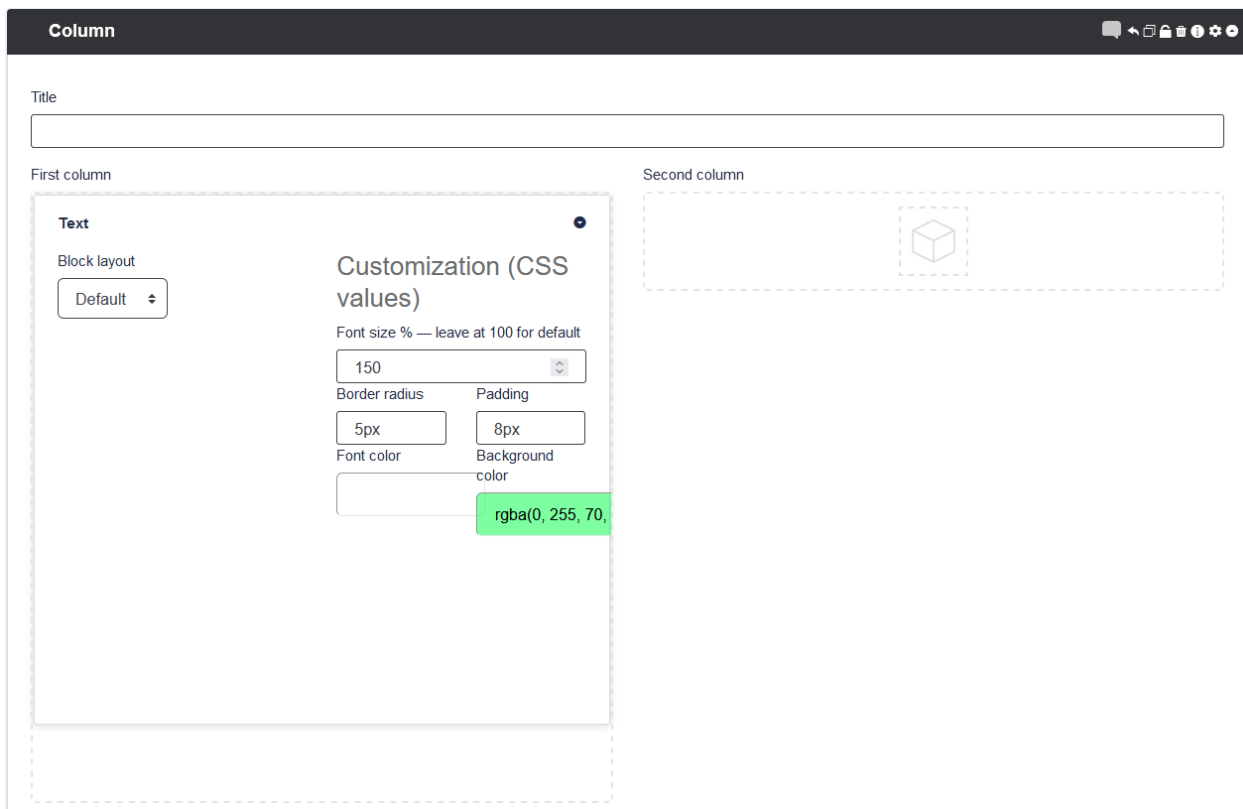 Column
Title
First column
Second column
Text
Block layout
Default
Customization (CSS
values)
Font size % — leave at 100 for default
150
Border radius
Padding
5px
8px
Font color
Background
color
rgba(0, 255, 70,